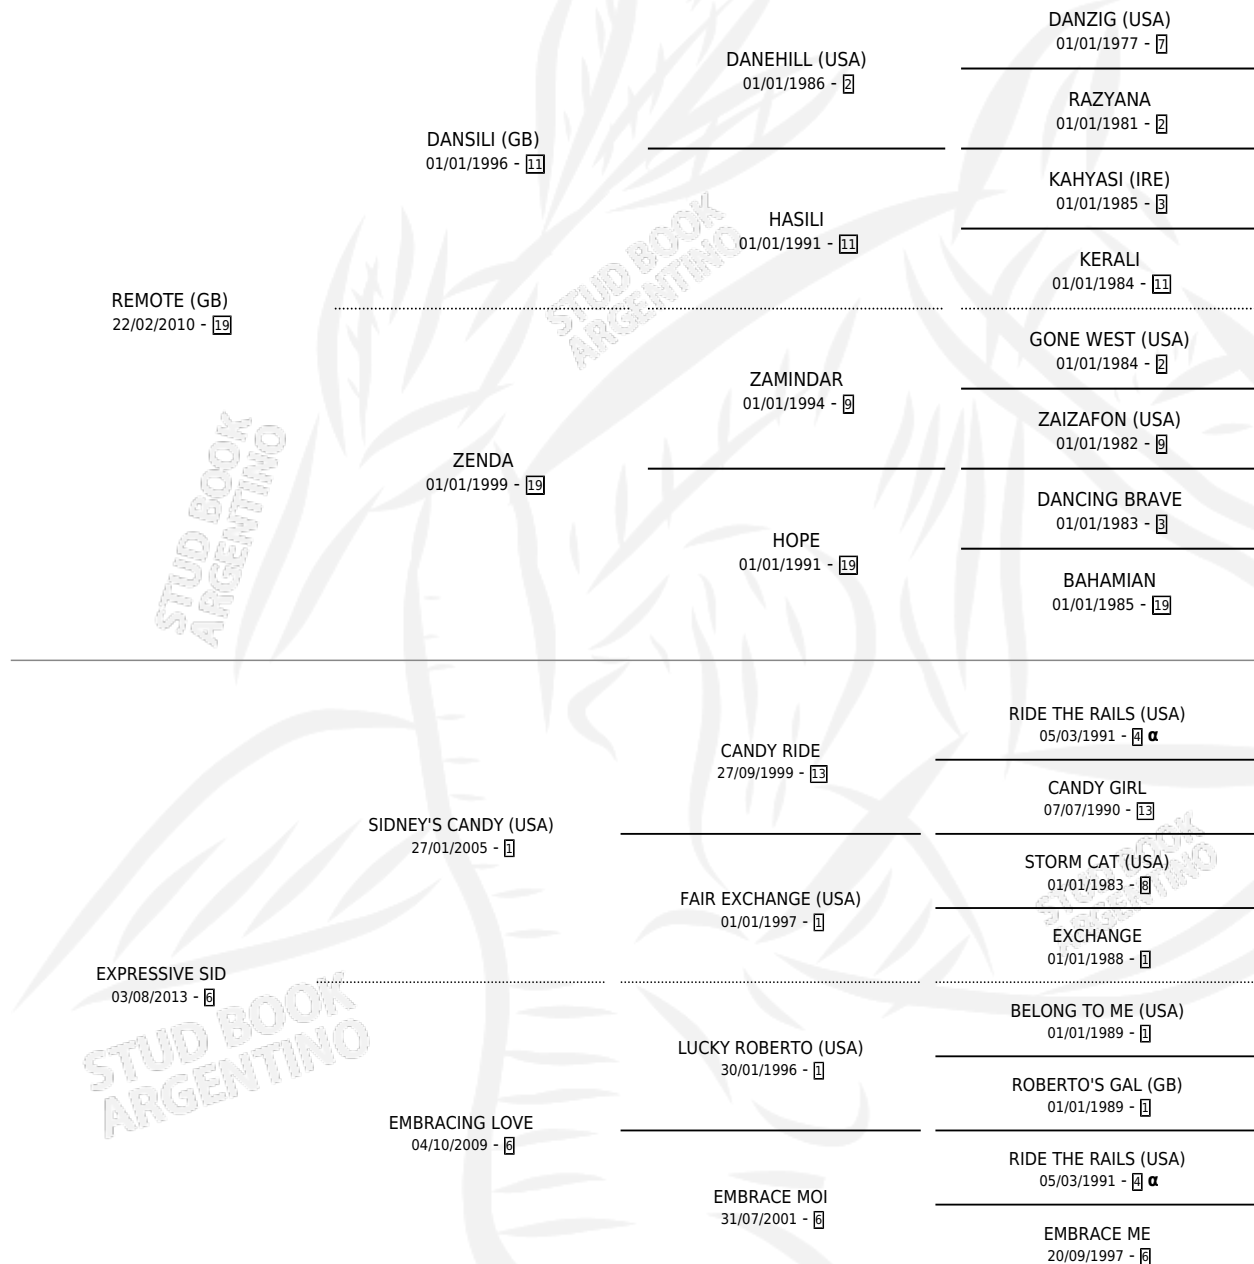 DANZIG (USA)
01/01/1977 - 7
DANEHILL (USA)
01/01/1986 - 2
RAZYANA
01/01/1981 - 2
DANSILI (GB)
01/01/1996 - 11
KAHYASI (IRE)
01/01/1985 - 3
HASILI
01/01/1991 - 11
KERALI
01/01/1984 - 11
REMOTE (GB)
22/02/2010 - 19
GONE WEST (USA)
01/01/1984 - 2
ZAMINDAR
01/01/1994 - 9
ZAIZAFON (USA)
01/01/1982 - 9
ZENDA
01/01/1999 - 19
DANCING BRAVE
01/01/1983 - 3
HOPE
01/01/1991 - 19
BAHAMIAN
01/01/1985 - 19
RIDE THE RAILS (USA)
05/03/1991 - 4 α
CANDY RIDE
27/09/1999 - 13
CANDY GIRL
07/07/1990 - 13
SIDNEY'S CANDY (USA)
27/01/2005 - 1
STORM CAT (USA)
01/01/1983 - 8
FAIR EXCHANGE (USA)
01/01/1997 - 1
EXCHANGE
01/01/1988 - 1
EXPRESSIVE SID
03/08/2013 - 6
BELONG TO ME (USA)
01/01/1989 - 1
LUCKY ROBERTO (USA)
30/01/1996 - 1
ROBERTO'S GAL (GB)
01/01/1989 - 1
EMBRACING LOVE
04/10/2009 - 6
RIDE THE RAILS (USA)
05/03/1991 - 4 α
EMBRACE MOI
31/07/2001 - 6
EMBRACE ME
20/09/1997 - 6
STUD BOOK
ARGENTINO
STUD BOOK
ARGENTINO
STUD BOOK
ARGENTINO
STUD BOOK
ARGENTINO